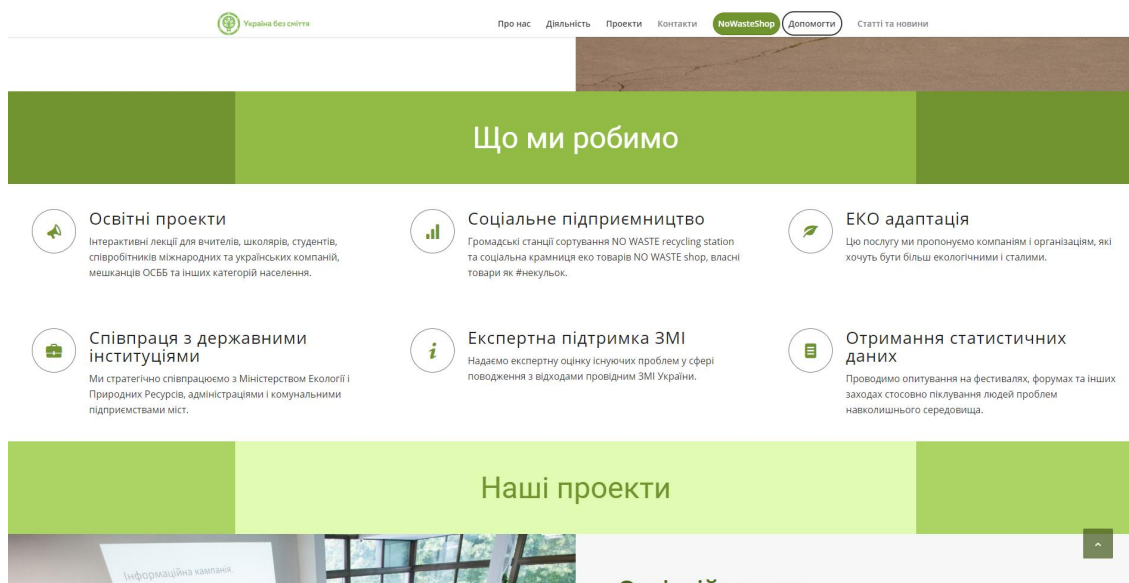 Україна без сміття
Про нас Діяльність Проекти Контакти NoWasteShop Допомогти Статті та новини
Що ми робимо
Освітні проекти
Інтерактивні лекції для вчителів, школярів, студентів,
співробітників міжнародних та українських компаній,
мешканців ОСББ та інших категорій населення.
Соціальне підприємництво
Громадські станції сортування NO WASTE recycling station
та соціальна крамниця еко товарів NO WASTE shop, власні
товари як #некульок.
ЕКО адаптація
Цю послугу ми пропонуємо компаніям і організаціям, які
хочуть бути більш екологічними і сталими.
Співпраця з державними
інституціями
Ми стратегічно співпрацюємо з Міністерством Екології і
Природних Ресурсів, адміністраціями і комунальними
підприємствами міст.
Експертна підтримка ЗМІ
Надаємо експертну оцінку існуючих проблем у сфері
поводження з відходами провідним ЗМІ України.
Отримання статистичних
даних
Проводимо опитування на фестивалях, форумах та інших
заходах стосовно піклування людей проблем
навколишнього середовища.
Наші проекти
Інформаційна кампанія.